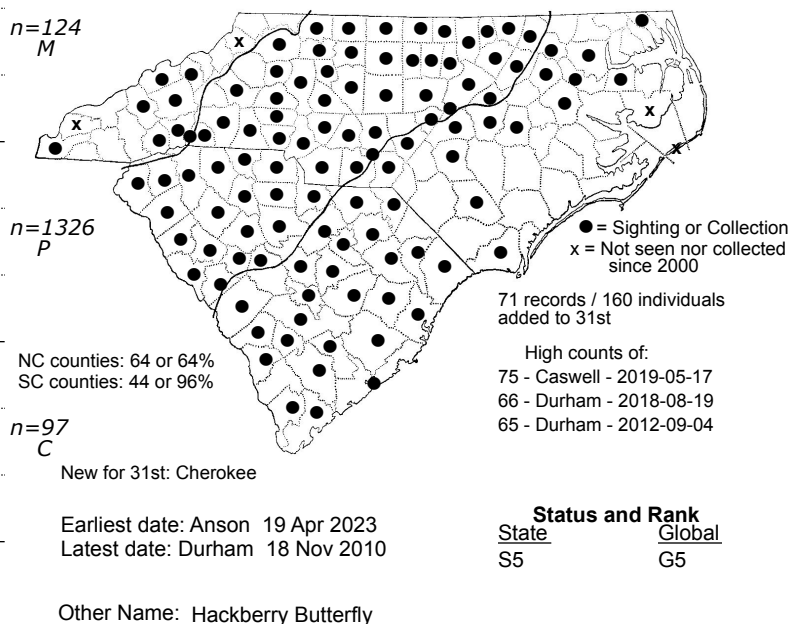 n=124
M
n=1326
P
● = Sighting or Collection
x = Not seen nor collected
since 2000
71 records / 160 individuals
added to 31st
NC counties: 64 or 64%
SC counties: 44 or 96%
High counts of:
75 - Caswell - 2019-05-17
66 - Durham - 2018-08-19
65 - Durham - 2012-09-04
n=97
C
New for 31st: Cherokee
Earliest date: Anson 19 Apr 2023
Latest date: Durham 18 Nov 2010
Status and Rank
State Global
S5 G5
Other Name: Hackberry Butterfly